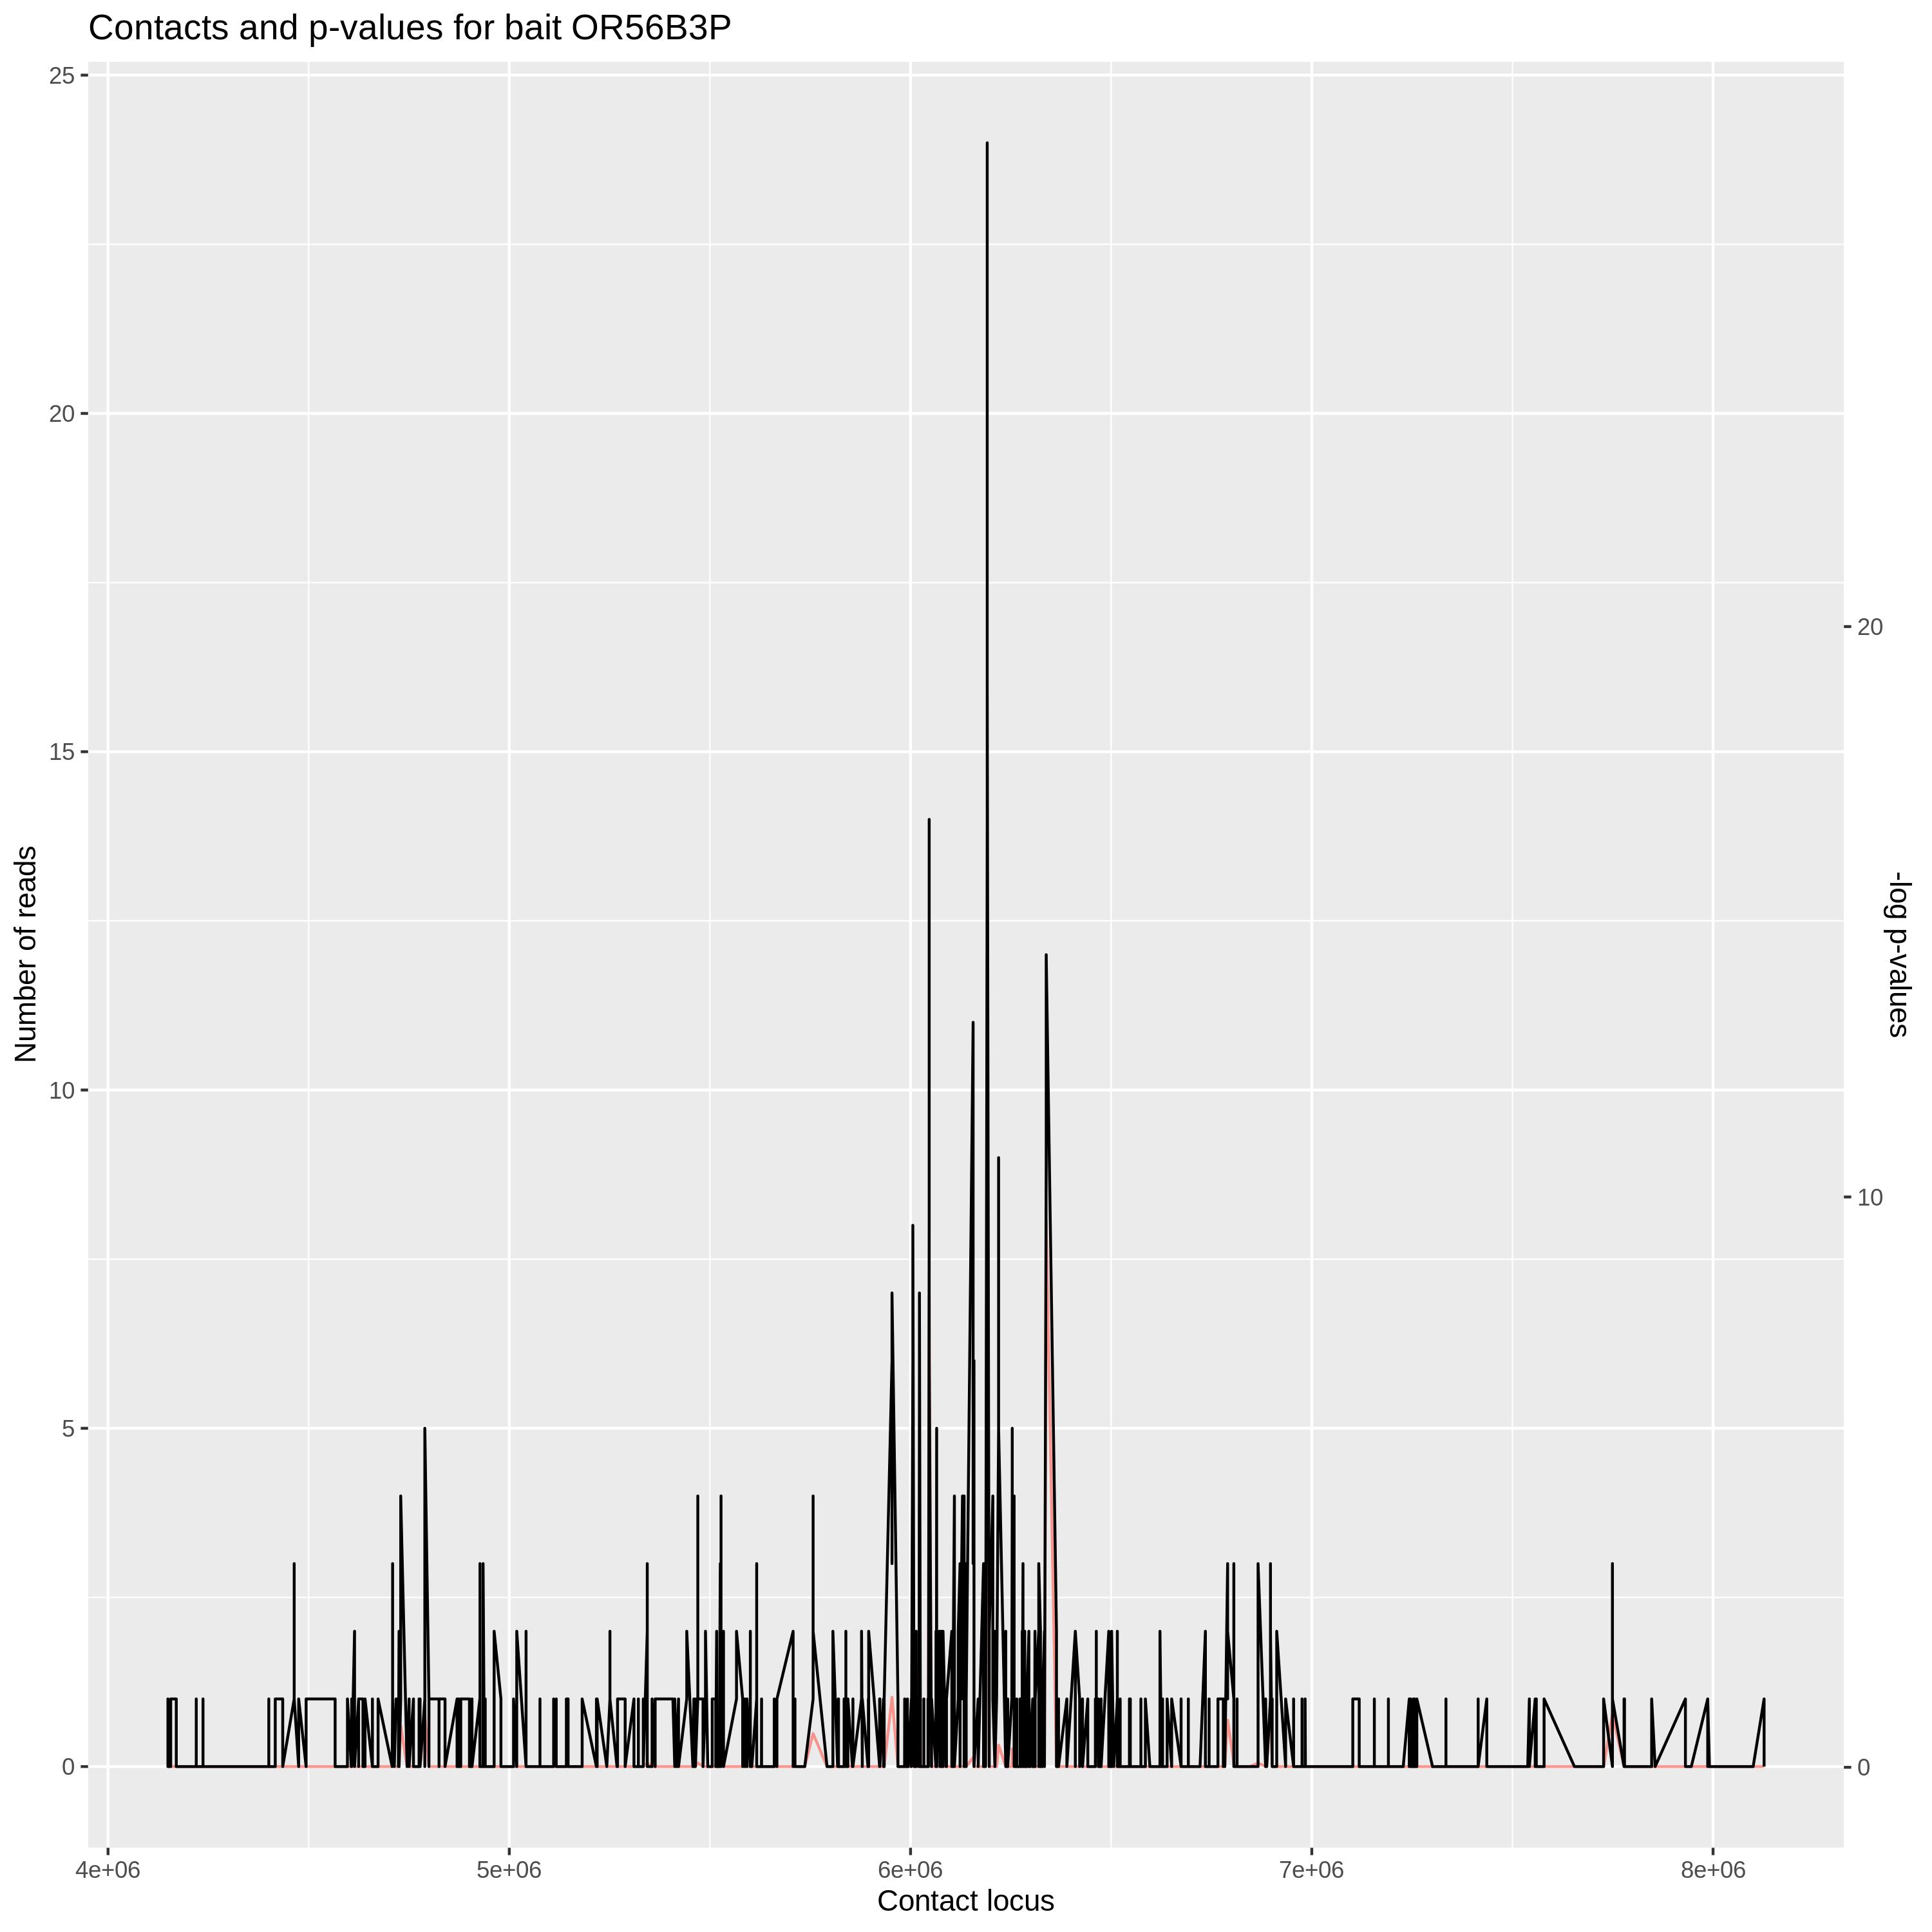 Contacts and p-values for bait OR56B3P
25
20
15
10
5
0
Number of reads
20
10
0
-log p-values
4e+06 5e+06 6e+06 7e+06 8e+06
Contact locus